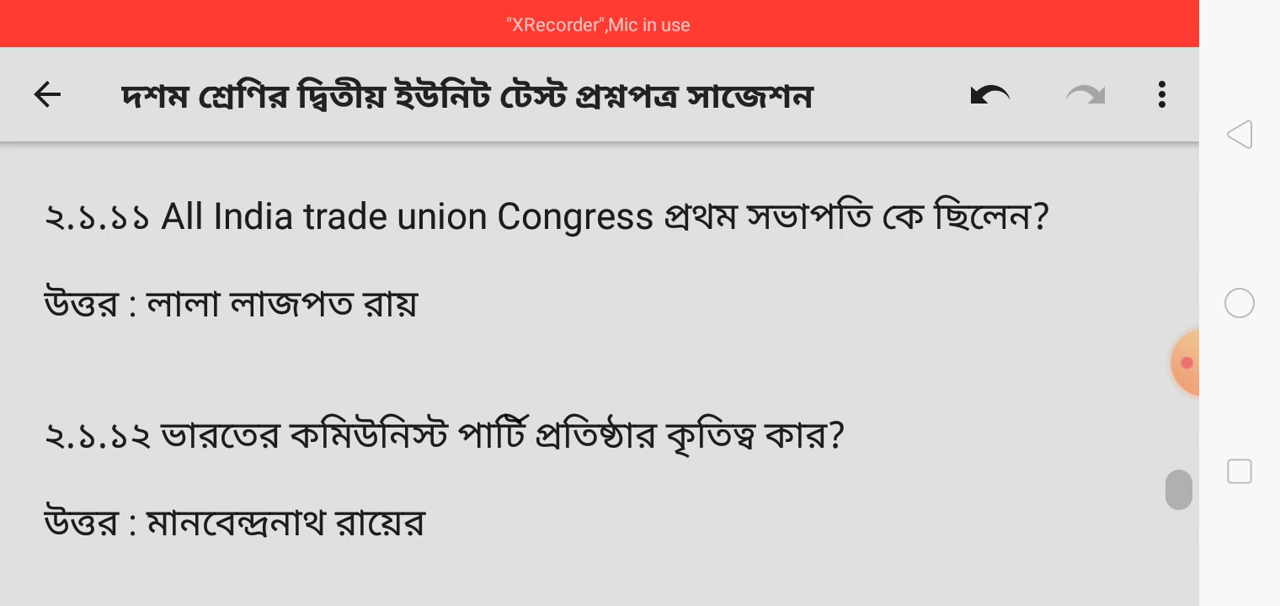 "XRecorder",Mic in use
দশম শ্রেণির দ্বিতীয় ইউনিট টেস্ট প্রশ্নপত্র সাজেশন
২.১.১১ All India trade union Congress প্রথম সভাপতি কে ছিলেন?
উত্তর : লালা লাজপত রায়
২.১.১২ ভারতের কমিউনিস্ট পার্টি প্রতিষ্ঠার কৃতিত্ব কার?
উত্তর : মানবেন্দ্রনাথ রায়ের